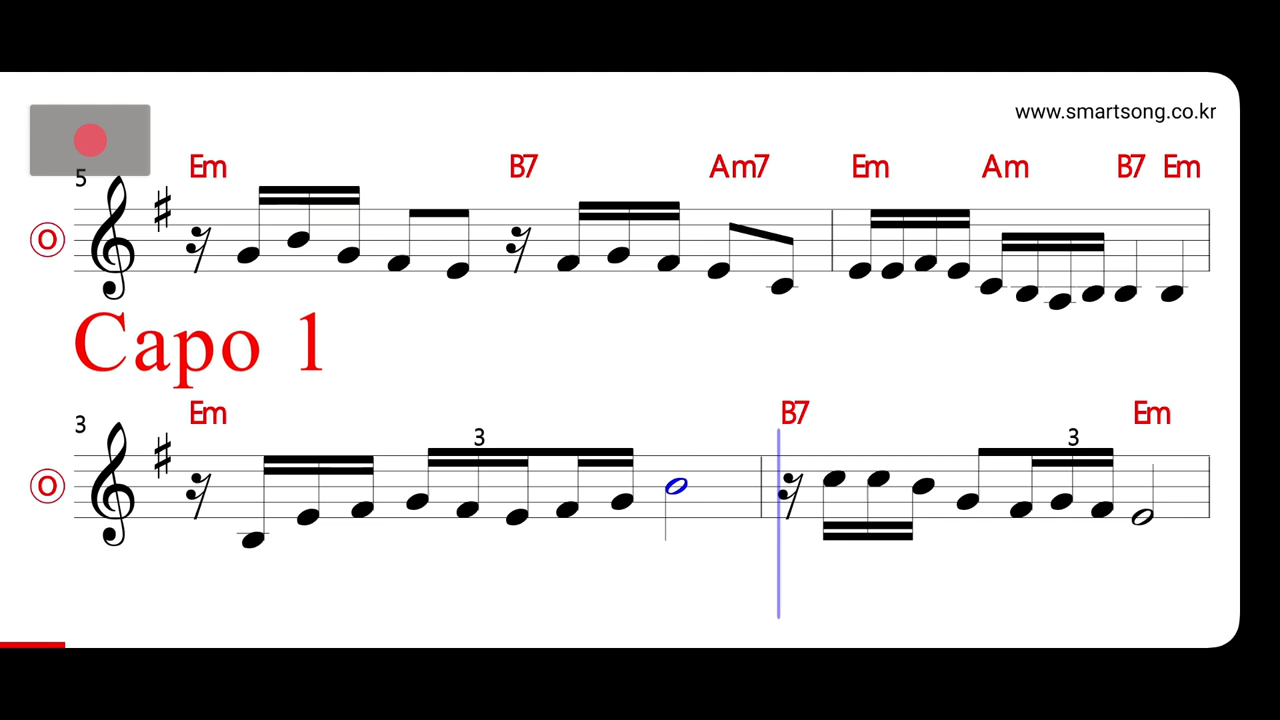 www.smartsong.co.kr
Em B7 Am7 Em Am B7 Em
5
O
Capo 1
Em B7 Em
3 3 3
O